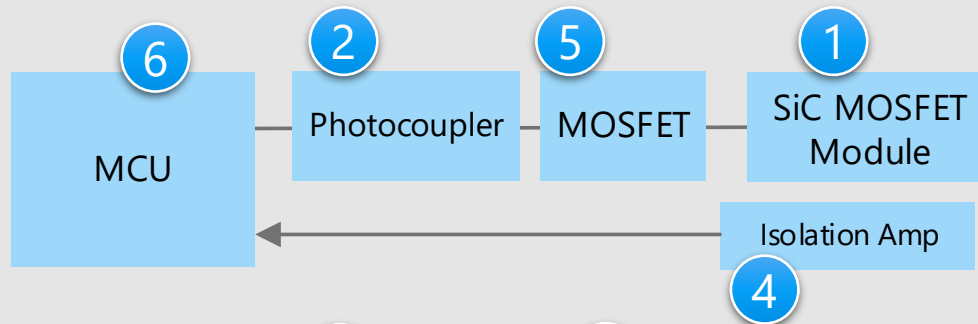 6
2
5
1
MCU
Photocoupler
MOSFET
SiC MOSFET
Module
Isolation Amp
4